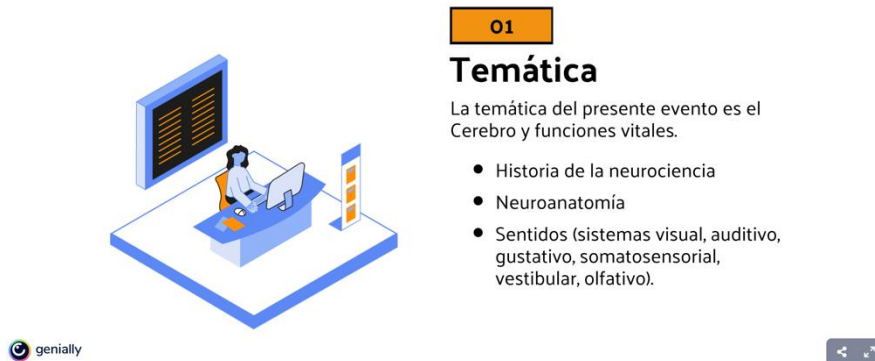 01
Temática
La temática del presente evento es el
Cerebro y funciones vitales.
• Historia de la neurociencia
• Neuroanatomía
• Sentidos (sistemas visual, auditivo,
gustativo, somatosensorial,
vestibular, olfativo).
genially